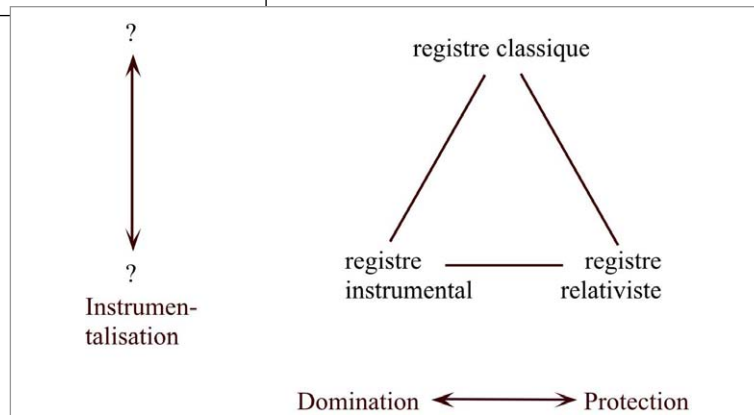 ?
registre classique
?
registre
instrumental
registre
relativiste
Instrumen-
talisation
Domination
Protection